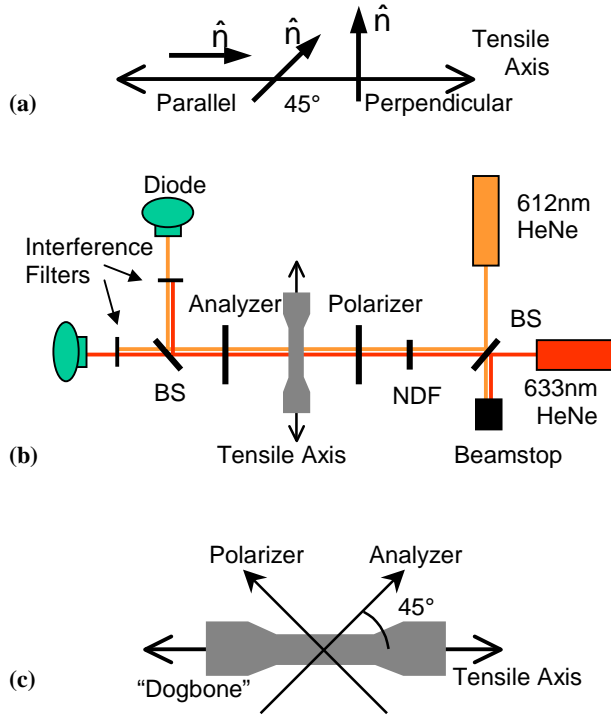 n̂
n̂
n̂
Tensile
Axis
Parallel
45°
Perpendicular
(a)
Diode
612nm
HeNe
Interference
Filters
Analyzer
Polarizer
BS
BS
NDF
633nm
HeNe
Tensile Axis
Beamstop
(b)
Polarizer
Analyzer
45°
"Dogbone"
Tensile Axis
(c)